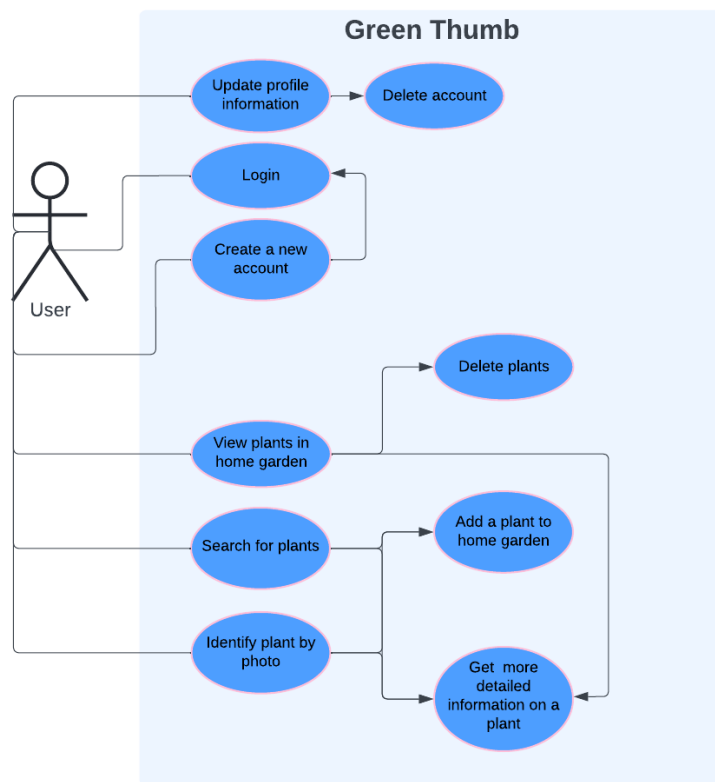 Green Thumb
Update profile
information
Delete account
Login
Create a new
account
User
Delete plants
View plants in
home garden
Add a plant to
home garden
Search for plants
Identify plant by
photo
Get more
detailed
information on a
plant